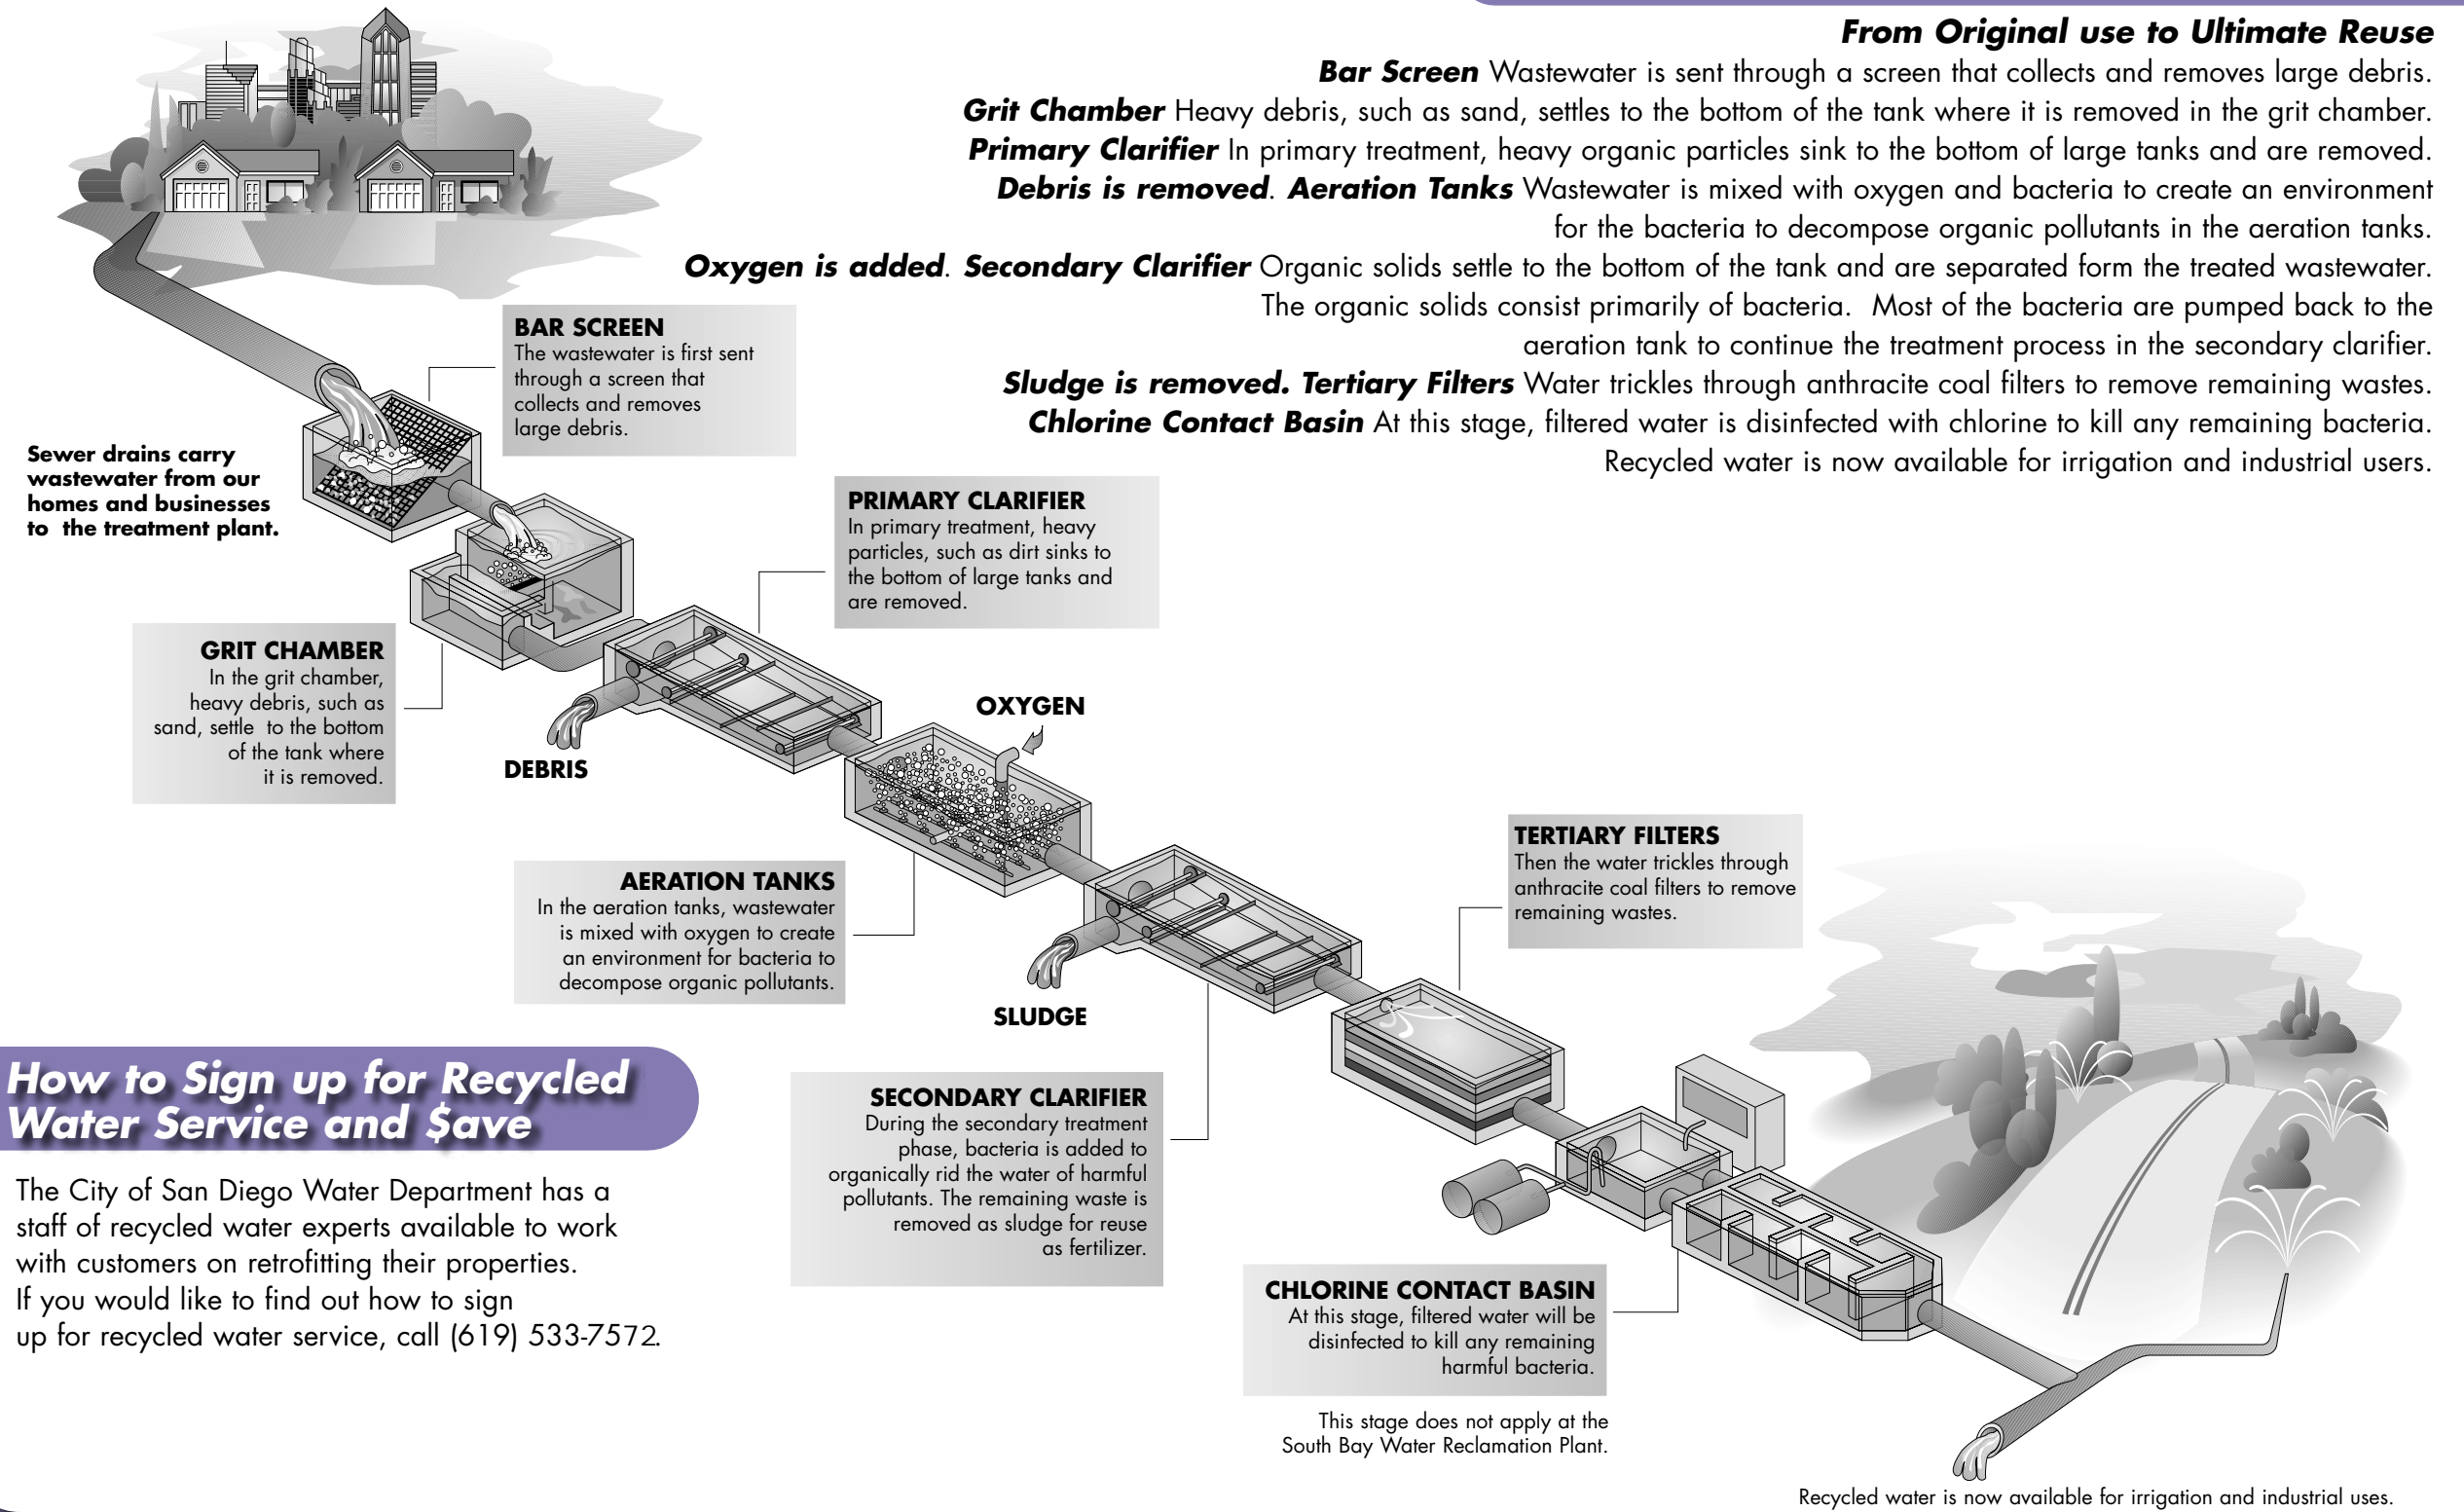 From Original use to Ultimate Reuse
Bar Screen Wastewater is sent through a screen that collects and removes large debris.
Grit Chamber Heavy debris, such as sand, settles to the bottom of the tank where it is removed in the grit chamber.
Primary Clarifier In primary treatment, heavy organic particles sink to the bottom of large tanks and are removed.
Debris is removed. Aeration Tanks Wastewater is mixed with oxygen and bacteria to create an environment
for the bacteria to decompose organic pollutants in the aeration tanks.
Oxygen is added. Secondary Clarifier Organic solids settle to the bottom of the tank and are separated form the treated wastewater.
The organic solids consist primarily of bacteria. Most of the bacteria are pumped back to the
aeration tank to continue the treatment process in the secondary clarifier.
Sludge is removed. Tertiary Filters Water trickles through anthracite coal filters to remove remaining wastes.
Chlorine Contact Basin At this stage, filtered water is disinfected with chlorine to kill any remaining bacteria.
Recycled water is now available for irrigation and industrial users.
Sewer drains carry
wastewater from our
homes and businesses
to the treatment plant.
BAR SCREEN
The wastewater is first sent
through a screen that
collects and removes
large debris.
GRIT CHAMBER
In the grit chamber,
heavy debris, such as
sand, settle to the bottom
of the tank where
it is removed.
PRIMARY CLARIFIER
In primary treatment, heavy
particles, such as dirt sinks to
the bottom of large tanks and
are removed.
DEBRIS
OXYGEN
AERATION TANKS
In the aeration tanks, wastewater
is mixed with oxygen to create
an environment for bacteria to
decompose organic pollutants.
SLUDGE
SECONDARY CLARIFIER
During the secondary treatment
phase, bacteria is added to
organically rid the water of harmful
pollutants. The remaining waste is
removed as sludge for reuse
as fertilizer.
TERTIARY FILTERS
Then the water trickles through
anthracite coal filters to remove
remaining wastes.
CHLORINE CONTACT BASIN
At this stage, filtered water will be
disinfected to kill any remaining
harmful bacteria.
This stage does not apply at the
South Bay Water Reclamation Plant.
Recycled water is now available for irrigation and industrial uses.
How to Sign up for Recycled
Water Service and $ave
The City of San Diego Water Department has a
staff of recycled water experts available to work
with customers on retrofitting their properties.
If you would like to find out how to sign
up for recycled water service, call (619) 533-7572.